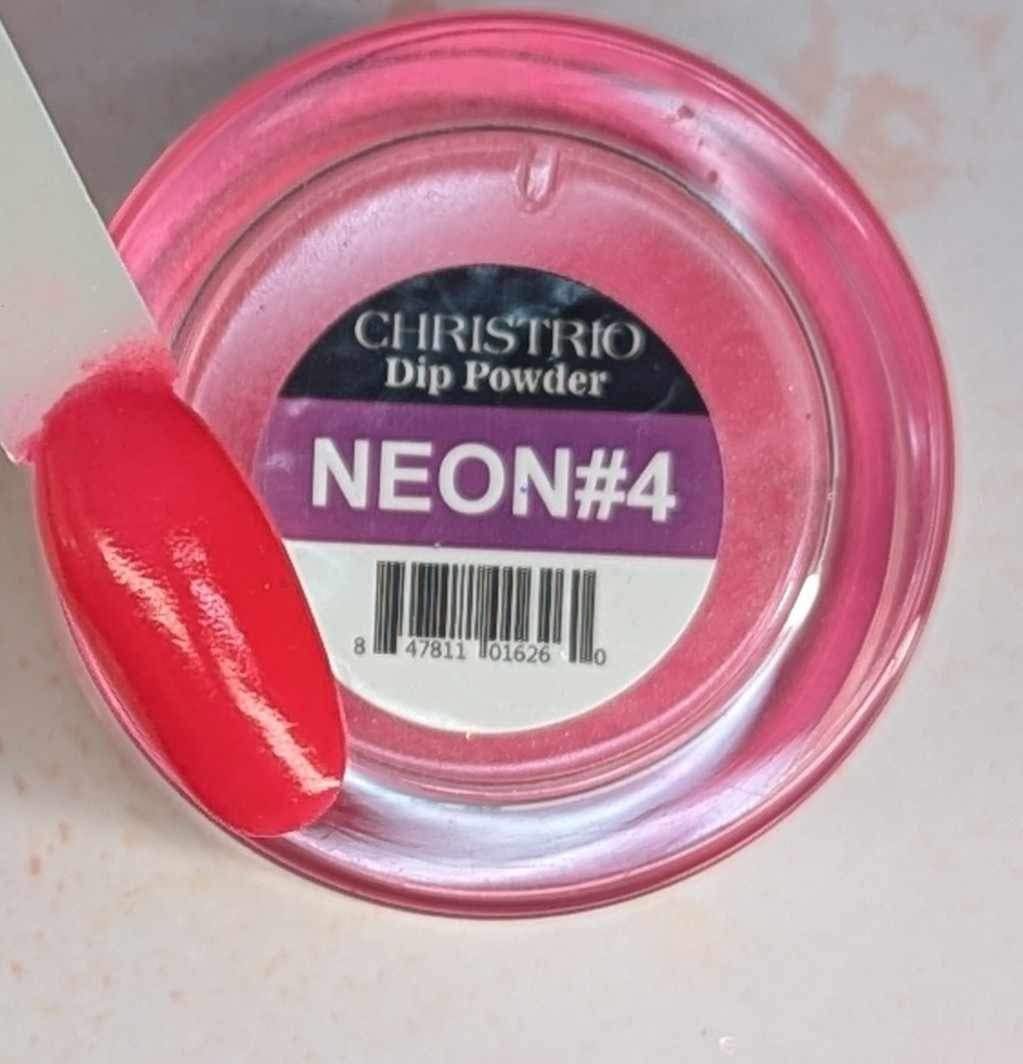 CHRISTRIO
Dip Powder
NEON#4
8 47811 01626 0